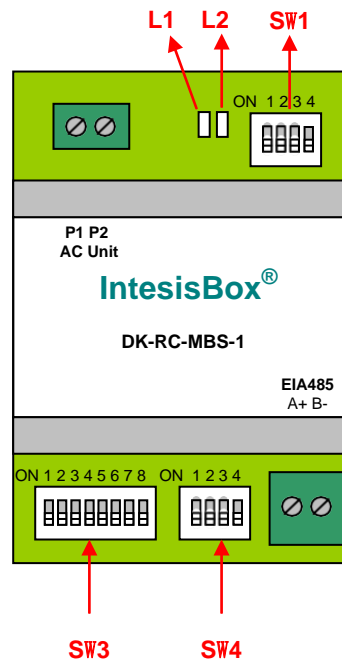 L1 L2 SW1
ON 1 2 3 4
P1 P2
AC Unit
IntesisBox®
DK-RC-MBS-1
EIA485
A+ B-
ON 1 2 3 4 5 6 7 8 ON 1 2 3 4
SW3 SW4